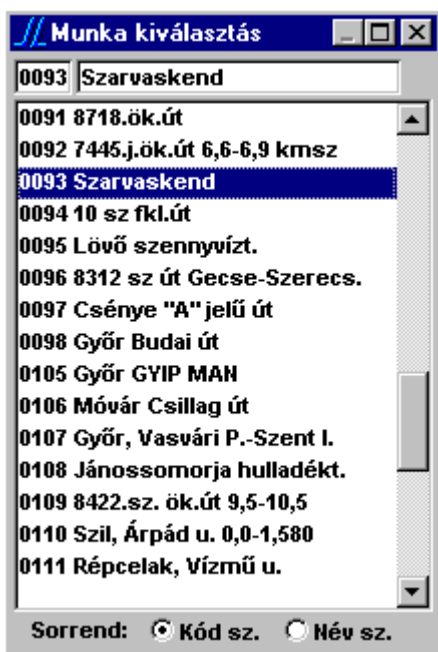 Munka kiválasztás
0093 Szarvaskend
0091 8718.ök.út
0092 7445.j.ök.út 6,6-6,9 kmsz
0093 Szarvaskend
0094 10 sz fkl.út
0095 Lövő szennyvízt.
0096 8312 sz út Gecse-Szerecs.
0097 Csénye "A" jelű út
0098 Győr Budai út
0105 Győr GYIP MAN
0106 Móvár Csillag út
0107 Győr, Vasvári P.-Szent I.
0108 Jánossomorja hulladékt.
0109 8422.sz. ök.út 9,5-10,5
0110 Szil, Árpád u. 0,0-1,580
0111 Répcelak, Vízmű u.
Sorrend: Kód sz. Név sz.